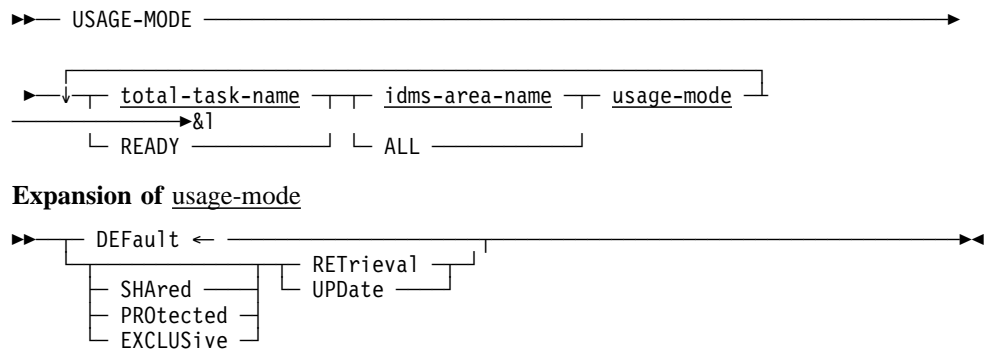 USAGE-MODE
total-task-name idms-area-name usage-mode
&l
READY ALL
Expansion of usage-mode
DEFault ←
RETrieval
SHAred UPDate
PROtected
EXCLUSive